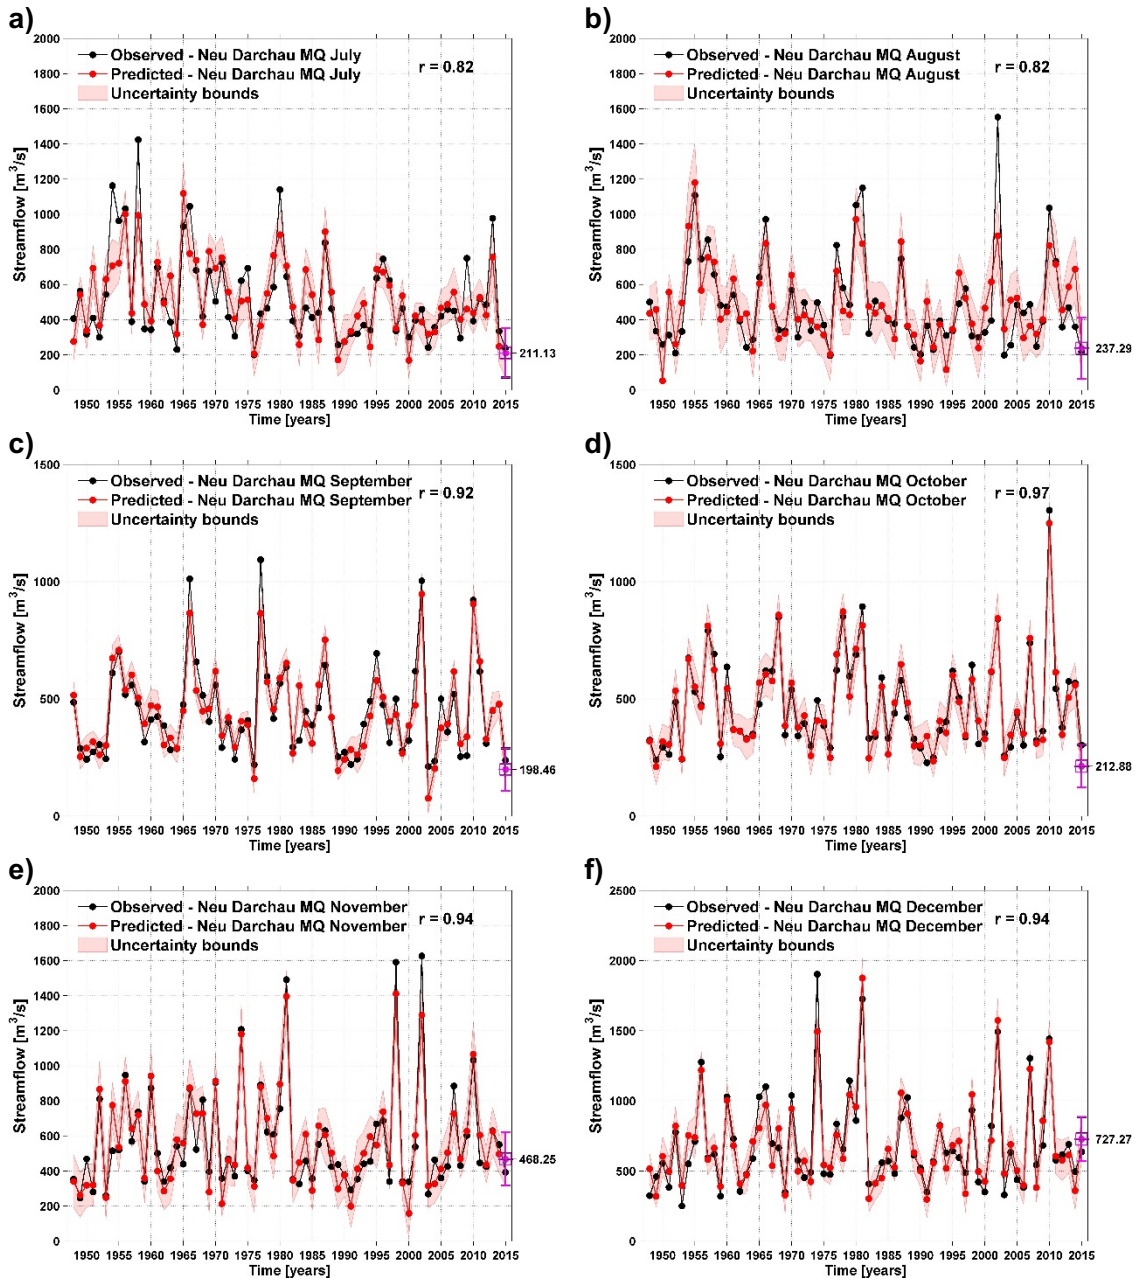 a)
2000
1800
1600
1400
1200
1000
800
600
400
200
0
Streamflow [m³/s]
Observed - Neu Darchau MQ July
Predicted - Neu Darchau MQ July
Uncertainty bounds
r = 0.82
211.13
1950 1955 1960 1965 1970 1975 1980 1985 1990 1995 2000 2005 2010 2015
Time [years]
b)
2000
1800
1600
1400
1200
1000
800
600
400
200
0
Streamflow [m³/s]
Observed - Neu Darchau MQ August
Predicted - Neu Darchau MQ August
Uncertainty bounds
r = 0.82
237.29
1950 1955 1960 1965 1970 1975 1980 1985 1990 1995 2000 2005 2010 2015
Time [years]
c)
1500
1000
500
0
Streamflow [m³/s]
Observed - Neu Darchau MQ September
Predicted - Neu Darchau MQ September
Uncertainty bounds
r = 0.92
198.46
1950 1955 1960 1965 1970 1975 1980 1985 1990 1995 2000 2005 2010 2015
Time [years]
d)
1500
1000
500
0
Streamflow [m³/s]
Observed - Neu Darchau MQ October
Predicted - Neu Darchau MQ October
Uncertainty bounds
r = 0.97
212.88
1950 1955 1960 1965 1970 1975 1980 1985 1990 1995 2000 2005 2010 2015
Time [years]
e)
2000
1800
1600
1400
1200
1000
800
600
400
200
0
Streamflow [m³/s]
Observed - Neu Darchau MQ November
Predicted - Neu Darchau MQ November
Uncertainty bounds
r = 0.94
468.25
1950 1955 1960 1965 1970 1975 1980 1985 1990 1995 2000 2005 2010 2015
Time [years]
f)
2500
2000
1500
1000
500
0
Streamflow [m³/s]
Observed - Neu Darchau MQ December
Predicted - Neu Darchau MQ December
Uncertainty bounds
r = 0.94
727.27
1950 1955 1960 1965 1970 1975 1980 1985 1990 1995 2000 2005 2010 2015
Time [years]